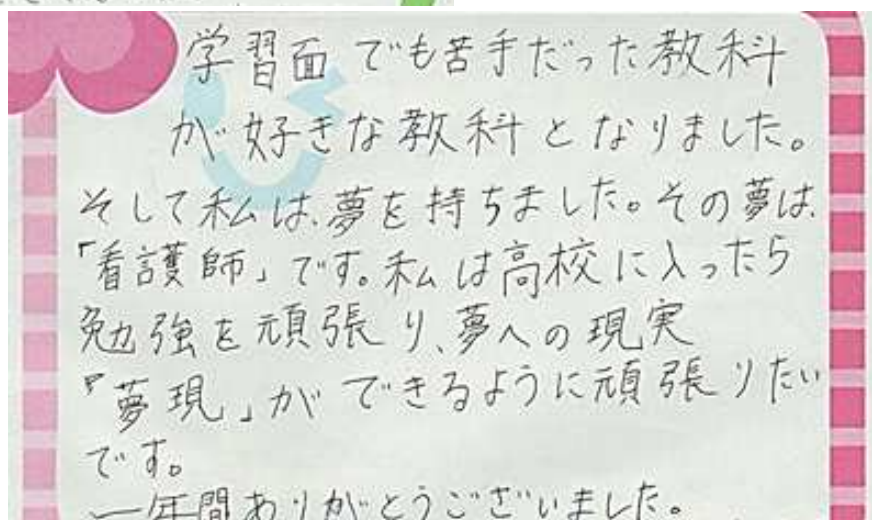 学習面でも苦手だった教科
が好きな教科となりました。
そして私は、夢を持ちました。その夢は、
「看護師」です。私は高校に入ったら
勉強を頑張り、夢への現実
『夢現』ができるように頑張りたい
です。
一年間ありがとうございました。